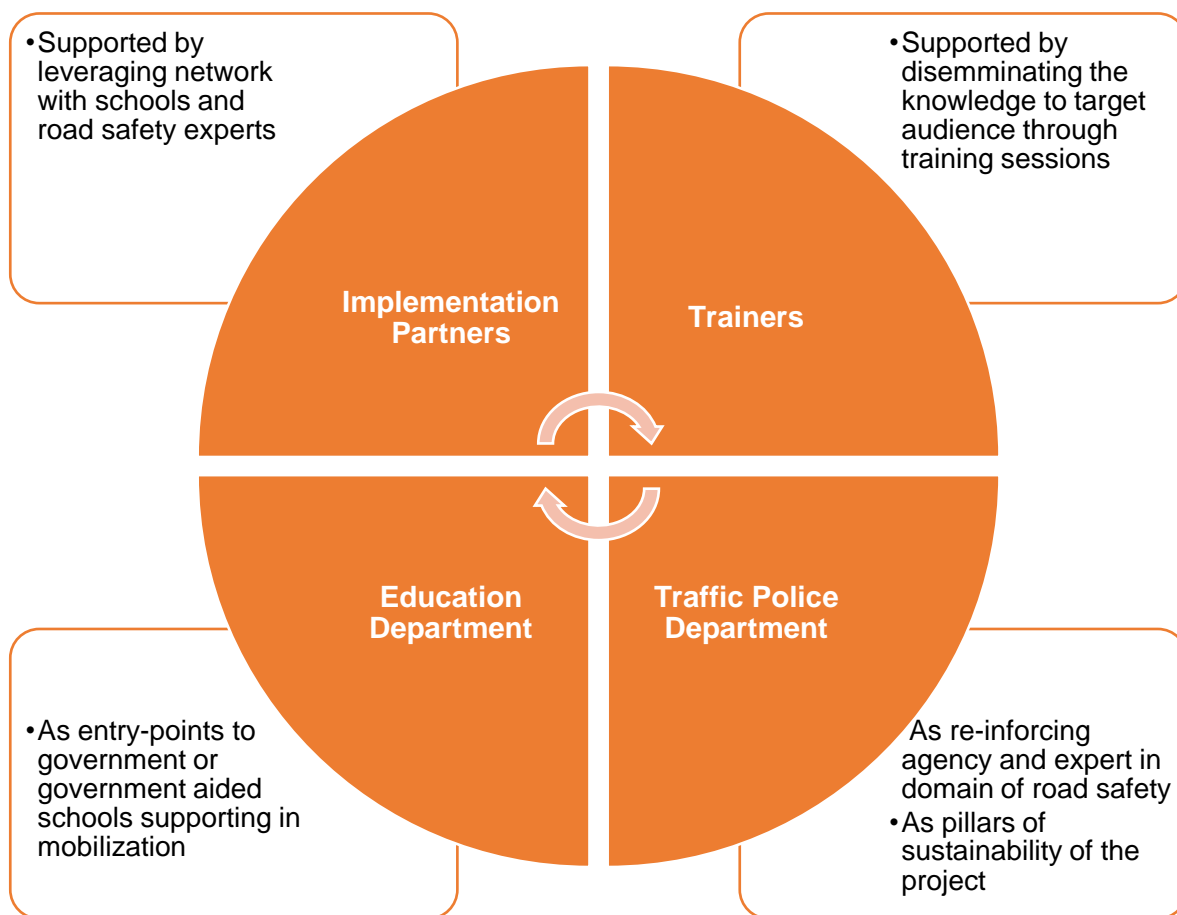 •Supported by
leveraging network
with schools and
road safety experts
•Supported by
disemminating the
knowledge to target
audience through
training sessions
Implementation
Partners
Trainers
Education
Department
Traffic Police
Department
•As entry-points to
government or
government aided
schools supporting in
mobilization
As re-inforcing
agency and expert in
domain of road safety
•As pillars of
sustainability of the
project